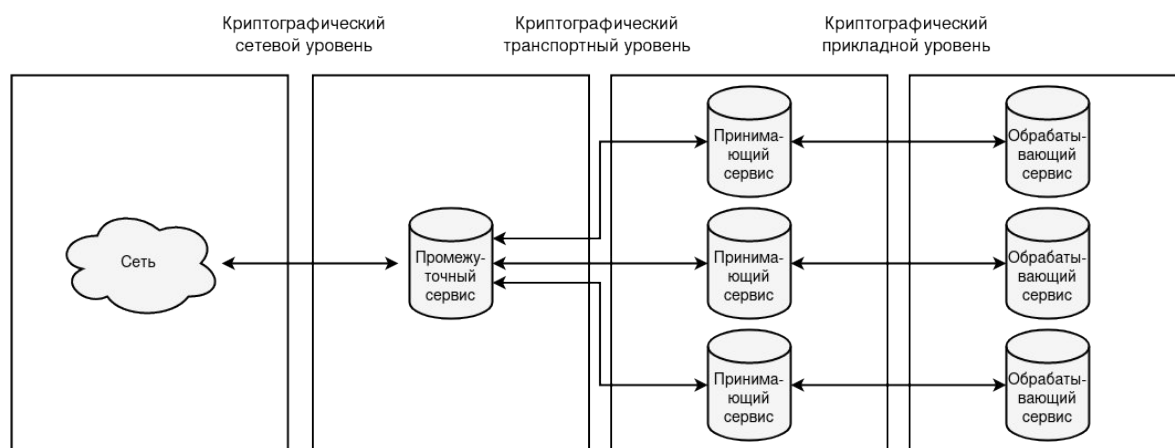 Криптографический
сетевой уровень
Криптографический
транспортный уровень
Криптографический
прикладной уровень
Сеть
Промежу-
точный
сервис
Принима-
ющий
сервис
Обрабаты-
вающий
сервис
Принима-
ющий
сервис
Обрабаты-
вающий
сервис
Принима-
ющий
сервис
Обрабаты-
вающий
сервис